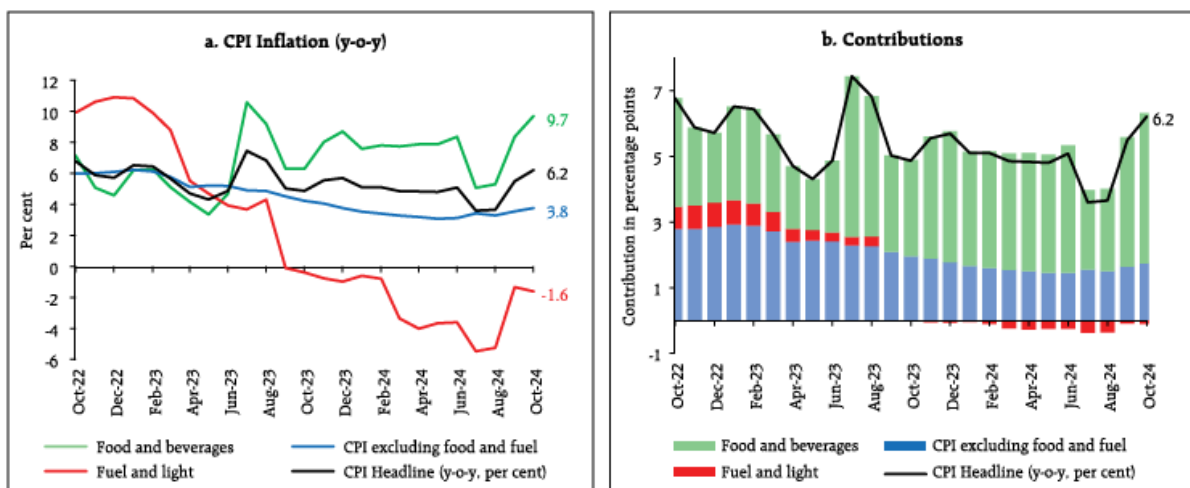 a. CPI Inflation (y-o-y)
Per cent
12
10
8
6
4
2
0
-2
-4
-6
9.7
6.2
3.8
-1.6
Oct-22
Dec-22
Feb-23
Apr-23
Jun-23
Aug-23
Oct-23
Dec-23
Feb-24
Apr-24
Jun-24
Aug-24
Oct-24
Food and beverages
CPI excluding food and fuel
Fuel and light
CPI Headline (y-o-y, per cent)
b. Contributions
Contribution in percentage points
7
5
3
1
-1
6.2
Oct-22
Dec-22
Feb-23
Apr-23
Jun-23
Aug-23
Oct-23
Dec-23
Feb-24
Apr-24
Jun-24
Aug-24
Oct-24
Food and beverages
CPI excluding food and fuel
Fuel and light
CPI Headline (y-o-y, per cent)